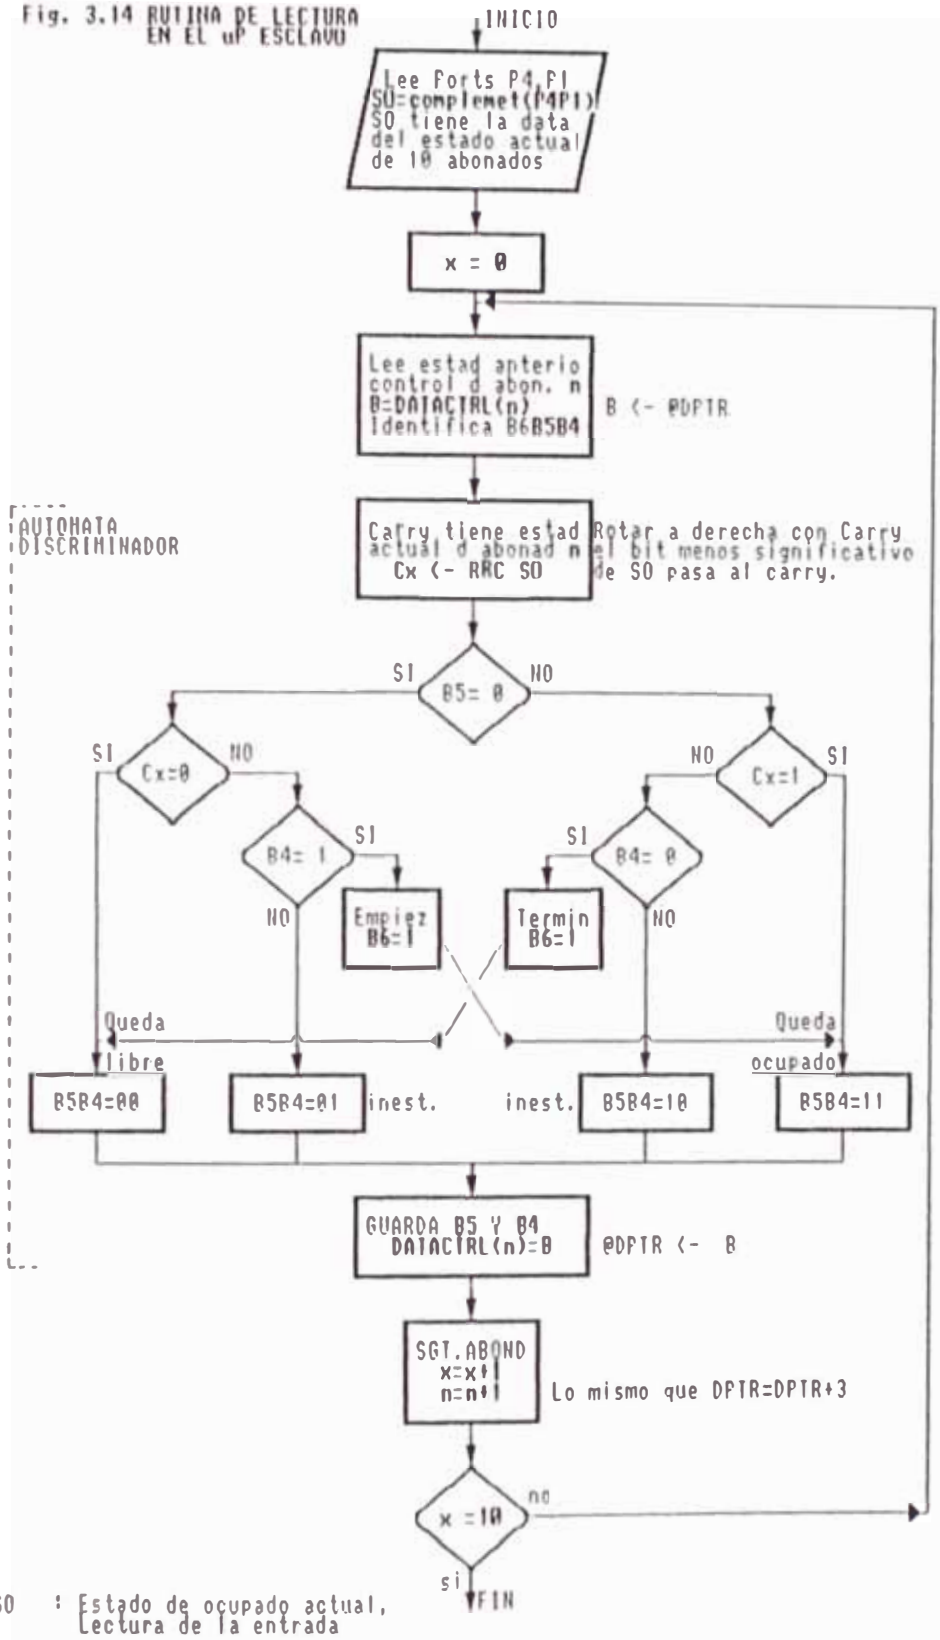 Fig. 3.14 RUTINA DE LECTURA
EN EL uP ESCLAVO
INICIO
Lee Ports P4,P1
SO=complemet(P4P1)
SO tiene la data
del estado actual
de 10 abonados
x = 0
Lee estad anterio
control d abon. n
B=DATACTRL(n)
Identifica B6B5B4
B <- @DPTR
AUTOMATA
DISCRIMINADOR
Carry tiene estad
actual d abonad n
Cx <- RRC SO
Rotar a derecha con Carry
el bit menos significativo
de SO pasa al carry.
SI
B5= 0
NO
SI
Cx=0
NO
NO
Cx=1
SI
B4= 1
SI
SI
B4= 0
NO
Empiez
B6=1
Termin
B6=1
NO
Queda
libre
Queda
ocupado
B5B4=00
B5B4=01
inest.
inest.
B5B4=10
B5B4=11
GUARDA B5 Y B4
DATACTRL(n)=B
@DPTR <- B
SGT.ABOND
x=x+1
n=n+1
Lo mismo que DPTR=DPTR+3
x =10
no
si
FIN
SO : Estado de ocupado actual,
Lectura de la entrada